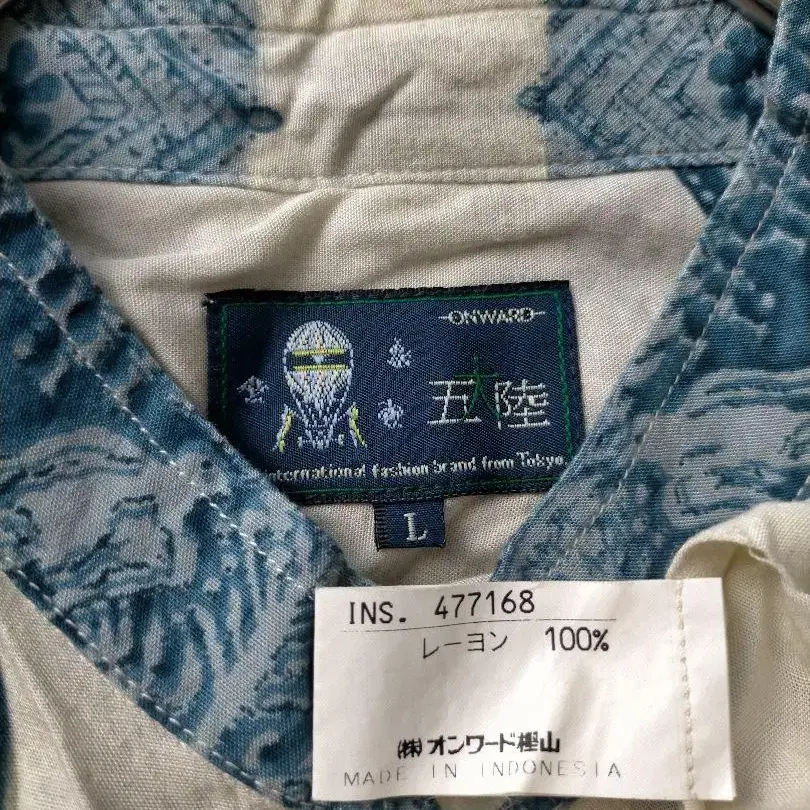 ONWARD
五大陸
international fashion brand from Tokyo
L
INS. 477168
レーヨン 100%
(株)オンワード樫山
MADE IN INDONESIA